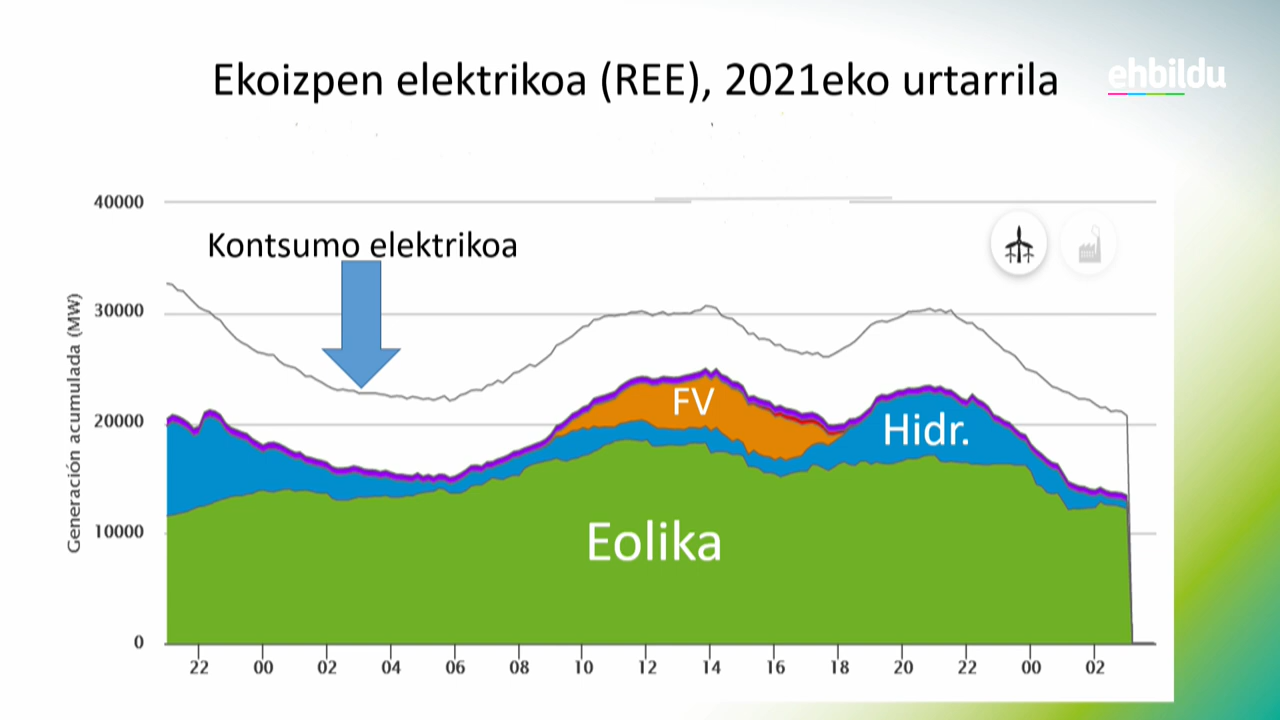 Ekoizpen elektrikoa (REE), 2021eko urtarrila
ehbildu
40000
Kontsumo elektrikoa
30000
20000
10000
0
Generación acumulada (MW)
FV
Hidr.
Eolika
22 00 02 04 06 08 10 12 14 16 18 20 22 00 02